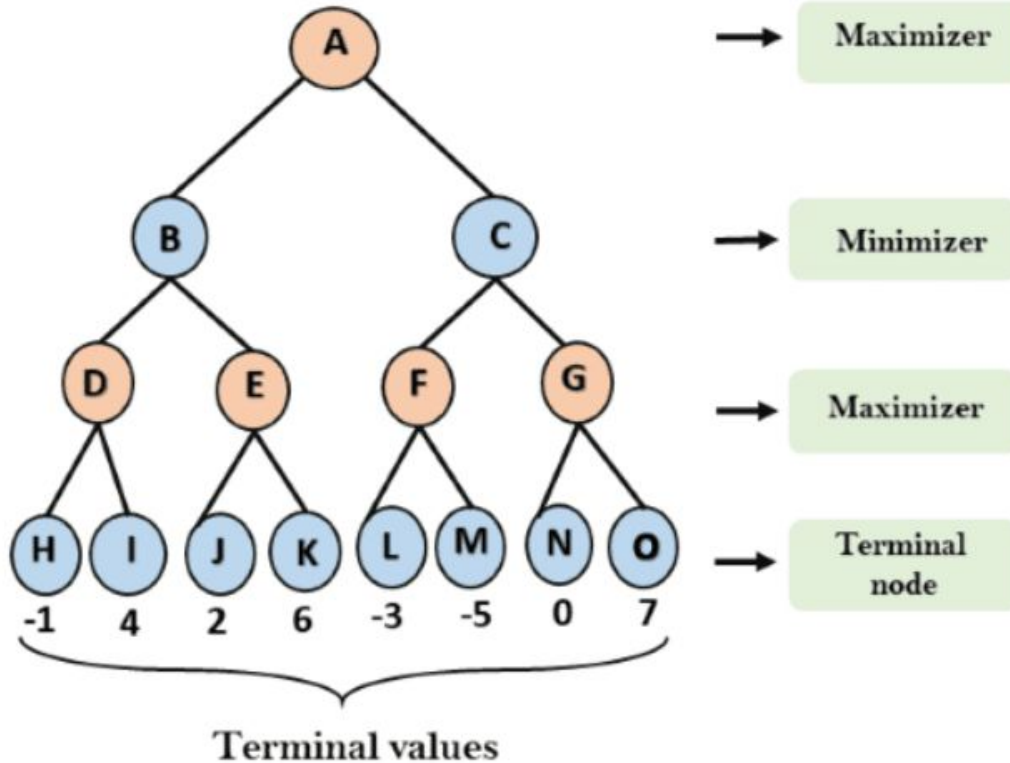 A
Maximizer
B
C
Minimizer
D
E
F
G
Maximizer
H
I
J
K
L
M
N
O
Terminal
node
-1 4 2 6 -3 -5 0 7
Terminal values